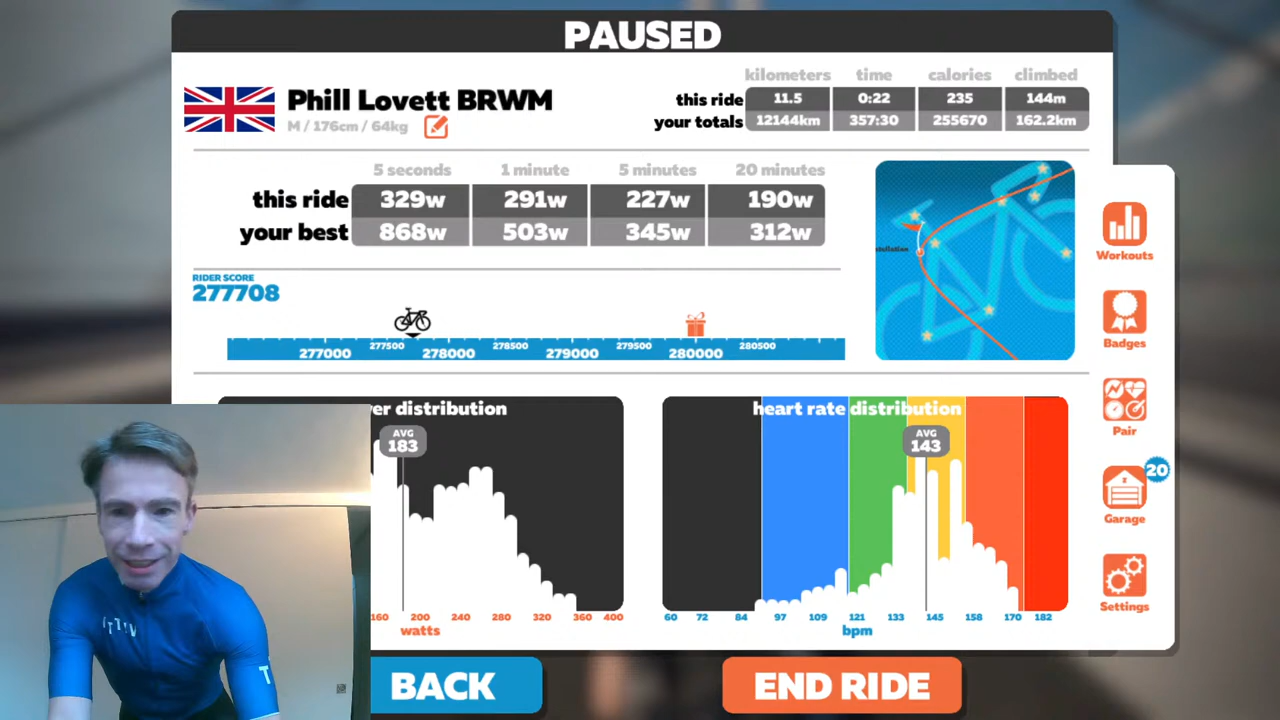 PAUSED
kilometers time calories climbed
Phill Lovett BRWM
this ride 11.5 0:22 235 144m
M / 176cm / 64kg
your totals 12144km 357:30 255670 162.2km
5 seconds 1 minute 5 minutes 20 minutes
this ride 329w 291w 227w 190w
your best 868w 503w 345w 312w
RIDER SCORE
277708
277000 277500 278000 278500 279000 279500 280000 280500
Workouts
Badges
Pair
20
Garage
Settings
er distribution
AVG
183
160 200 240 280 320 360 400
watts
heart rate distribution
AVG
143
60 72 84 97 109 121 133 145 158 170 182
bpm
BACK
END RIDE